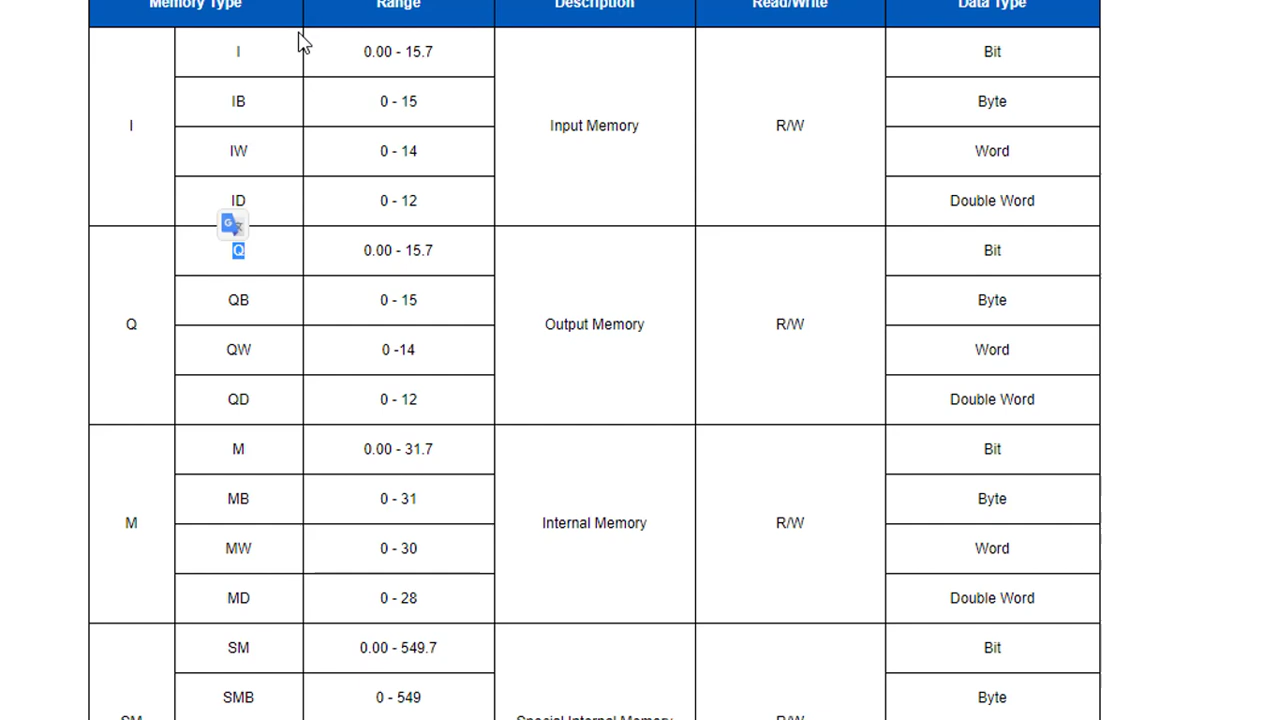 Memory Type Range Description Read/Write Data Type
I 0.00 - 15.7 Bit
IB 0 - 15 Byte
I Input Memory R/W
IW 0 - 14 Word
ID 0 - 12 Double Word
Q 0.00 - 15.7 Bit
QB 0 - 15 Byte
Q Output Memory R/W
QW 0 -14 Word
QD 0 - 12 Double Word
M 0.00 - 31.7 Bit
MB 0 - 31 Byte
M Internal Memory R/W
MW 0 - 30 Word
MD 0 - 28 Double Word
SM 0.00 - 549.7 Bit
SMB 0 - 549 Byte
SM Special Internal Memory R/W